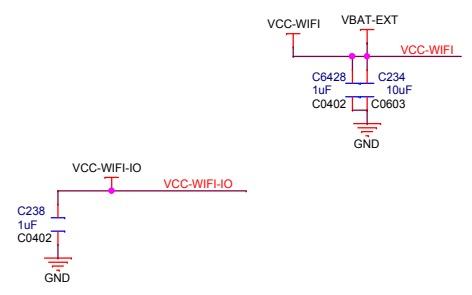 VCC-WIFI VBAT-EXT
VCC-WIFI
C6428 C234
1uF 10uF
C0402 C0603
GND
VCC-WIFI-IO
VCC-WIFI-IO
C238
1uF
C0402
GND